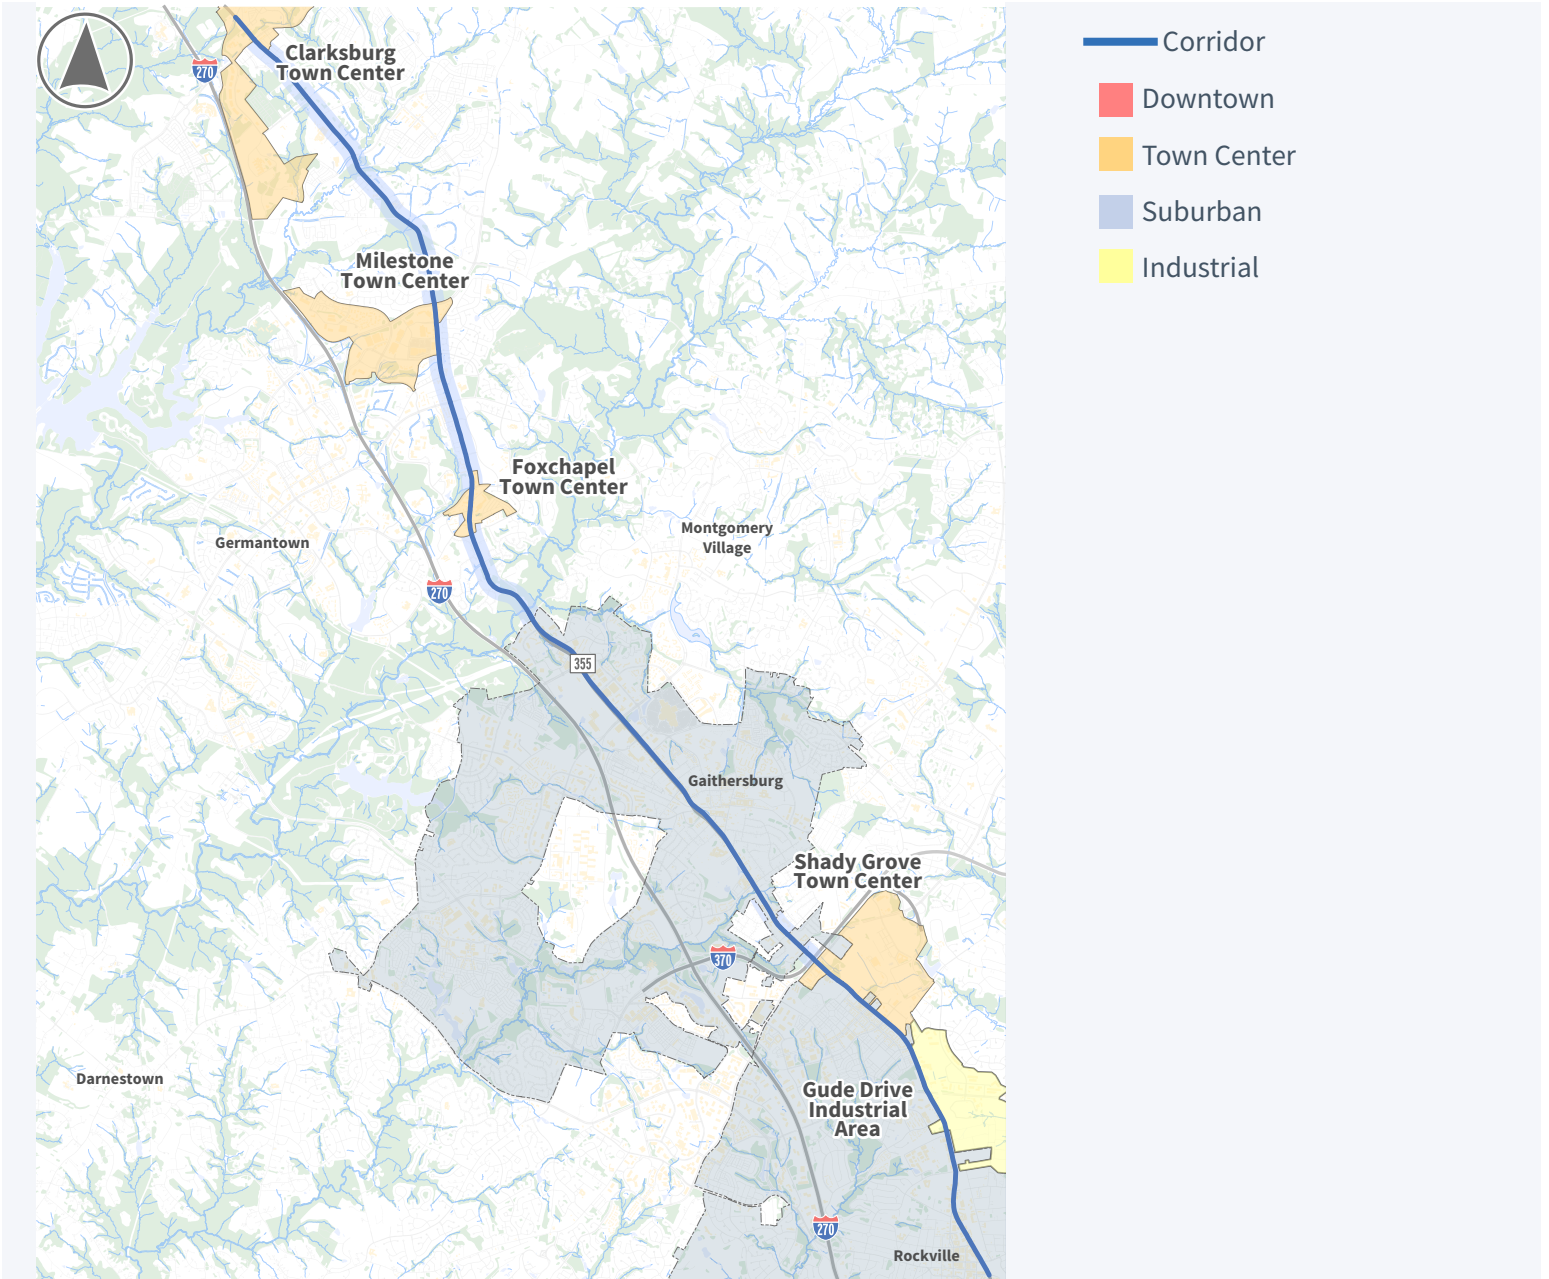 Clarksburg
Town Center
270
Corridor
Downtown
Town Center
Suburban
Industrial
Milestone
Town Center
Foxchapel
Town Center
Montgomery
Village
Germantown
270
355
Gaithersburg
Shady Grove
Town Center
370
Darnestown
Gude Drive
Industrial
Area
270
Rockville